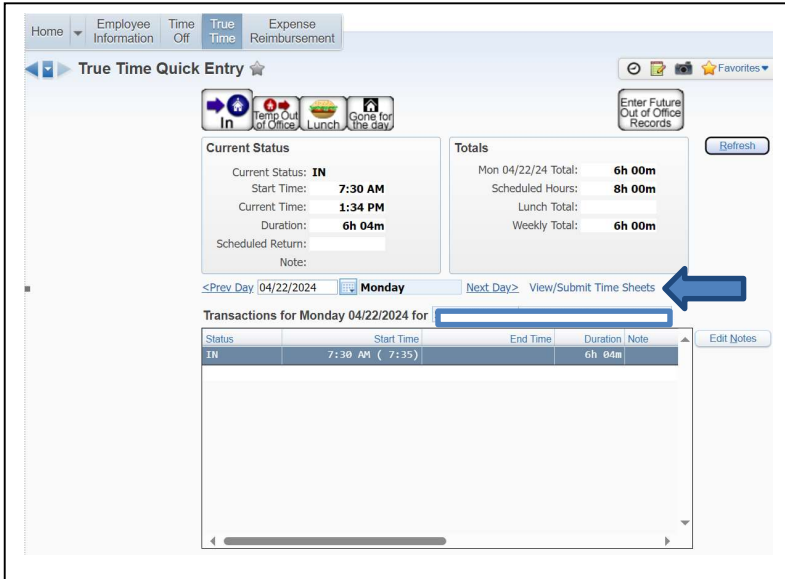 Home Employee Information Time Off True Time Expense Reimbursement
True Time Quick Entry Favorites
In Temp Out of Office Lunch Gone for the day Enter Future Out of Office Records
Current Status
Current Status: IN
Start Time: 7:30 AM
Current Time: 1:34 PM
Duration: 6h 04m
Scheduled Return:
Note:
Totals
Mon 04/22/24 Total: 6h 00m
Scheduled Hours: 8h 00m
Lunch Total:
Weekly Total: 6h 00m
Refresh
<Prev Day 04/22/2024 Monday Next Day> View/Submit Time Sheets
Transactions for Monday 04/22/2024 for
Status Start Time End Time Duration Note
IN 7:30 AM ( 7:35) 6h 04m
Edit Notes